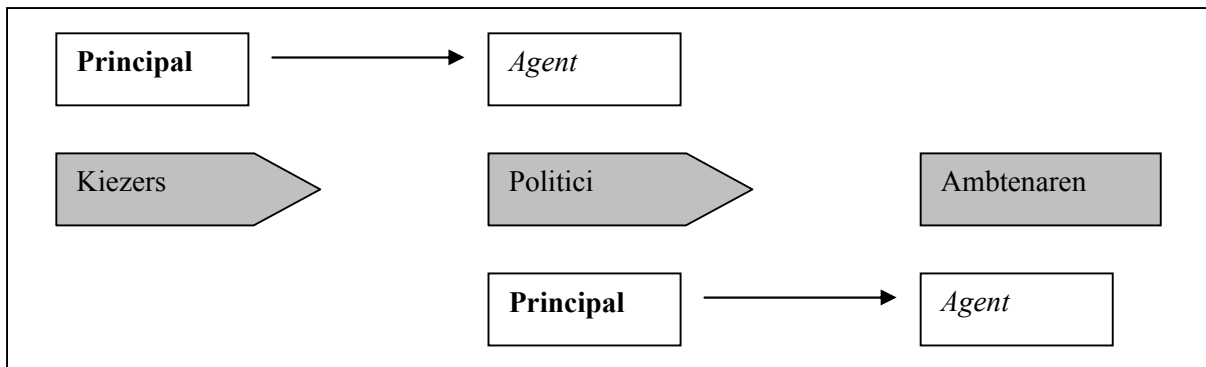 Principal
Agent
Kiezers
Politici
Ambtenaren
Principal
Agent